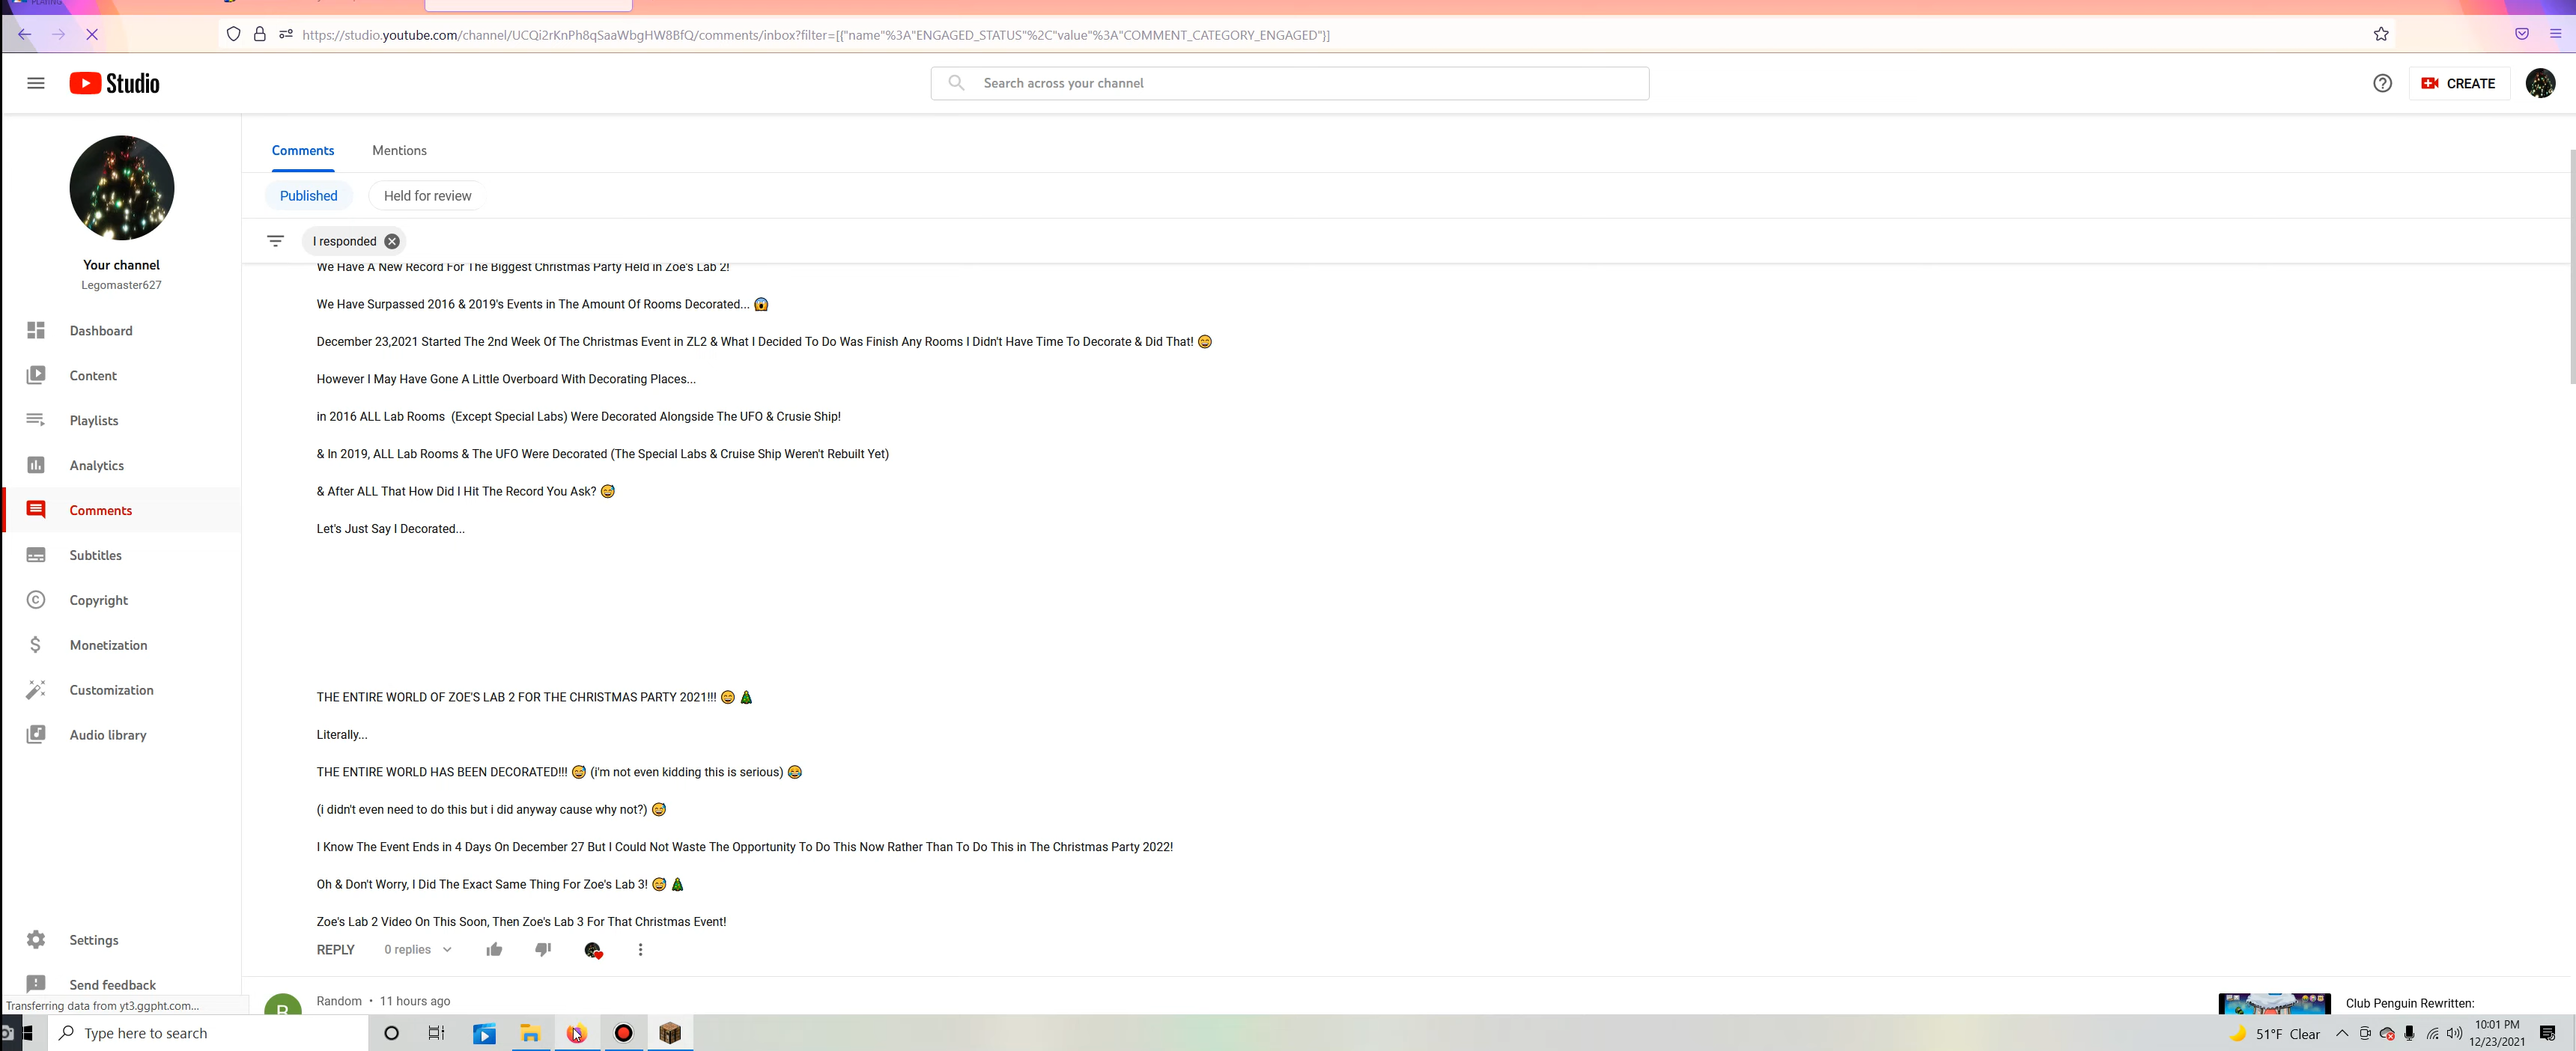 PLAYING
https://studio.youtube.com/channel/UCQi2rKnPh8qSaaWbgHW8BfQ/comments/inbox?filter=[{"name"%3A"ENGAGED_STATUS"%2C"value"%3A"COMMENT_CATEGORY_ENGAGED"}]
Studio
Search across your channel
CREATE
Your channel
Legomaster627
Dashboard
Content
Playlists
Analytics
Comments
Subtitles
Copyright
Monetization
Customization
Audio library
Settings
Send feedback
Transferring data from yt3.ggpht.com...
Comments Mentions
Published Held for review
I responded
We Have A New Record For The Biggest Christmas Party Held in Zoe's Lab 2!
We Have Surpassed 2016 & 2019's Events in The Amount Of Rooms Decorated... 😱
December 23,2021 Started The 2nd Week Of The Christmas Event in ZL2 & What I Decided To Do Was Finish Any Rooms I Didn't Have Time To Decorate & Did That! 😄
However I May Have Gone A Little Overboard With Decorating Places...
in 2016 ALL Lab Rooms  (Except Special Labs) Were Decorated Alongside The UFO & Crusie Ship!
& In 2019, ALL Lab Rooms & The UFO Were Decorated (The Special Labs & Cruise Ship Weren't Rebuilt Yet)
& After ALL That How Did I Hit The Record You Ask? 😅
Let's Just Say I Decorated...
THE ENTIRE WORLD OF ZOE'S LAB 2 FOR THE CHRISTMAS PARTY 2021!!! 😄 🎄
Literally...
THE ENTIRE WORLD HAS BEEN DECORATED!!! 😅 (i'm not even kidding this is serious) 😂
(i didn't even need to do this but i did anyway cause why not?) 😅
I Know The Event Ends in 4 Days On December 27 But I Could Not Waste The Opportunity To Do This Now Rather Than To Do This in The Christmas Party 2022!
Oh & Don't Worry, I Did The Exact Same Thing For Zoe's Lab 3! 😅 🎄
Zoe's Lab 2 Video On This Soon, Then Zoe's Lab 3 For That Christmas Event!
REPLY 0 replies
R
Random • 11 hours ago
Club Penguin Rewritten:
Type here to search
51°F Clear
10:01 PM
12/23/2021